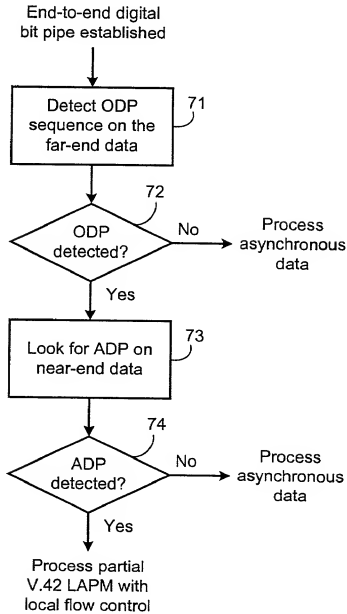 End-to-end digital
bit pipe established
Detect ODP
sequence on the
far-end data
71
72
ODP
detected?
No
Process
asynchronous
data
Yes
Look for ADP on
near-end data
73
74
ADP
detected?
No
Process
asynchronous
data
Yes
Process partial
V.42 LAPM with
local flow control